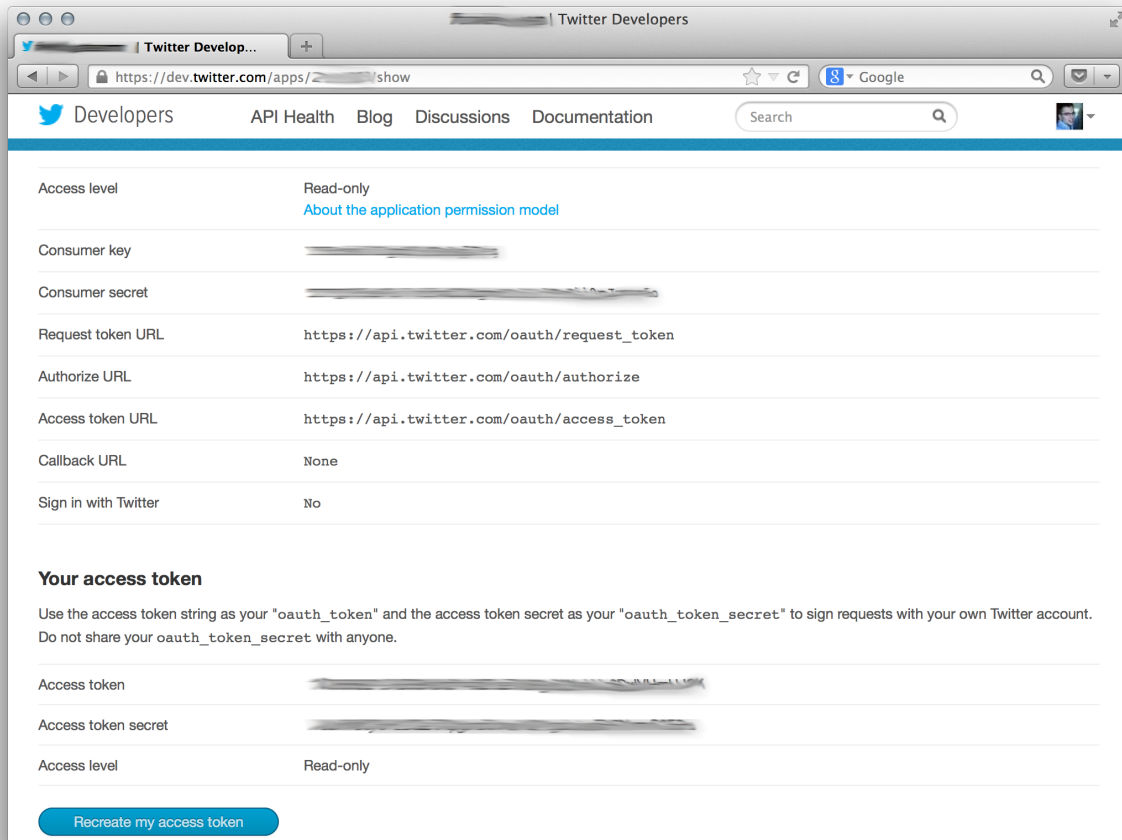 | Twitter Developers
| Twitter Develop...
https://dev.twitter.com/apps/ /show
Google
Developers
API Health Blog Discussions Documentation
Search
Access level Read-only
About the application permission model
Consumer key
Consumer secret
Request token URL https://api.twitter.com/oauth/request_token
Authorize URL https://api.twitter.com/oauth/authorize
Access token URL https://api.twitter.com/oauth/access_token
Callback URL None
Sign in with Twitter No
Your access token
Use the access token string as your "oauth_token" and the access token secret as your "oauth_token_secret" to sign requests with your own Twitter account.
Do not share your oauth_token_secret with anyone.
Access token
Access token secret
Access level Read-only
Recreate my access token